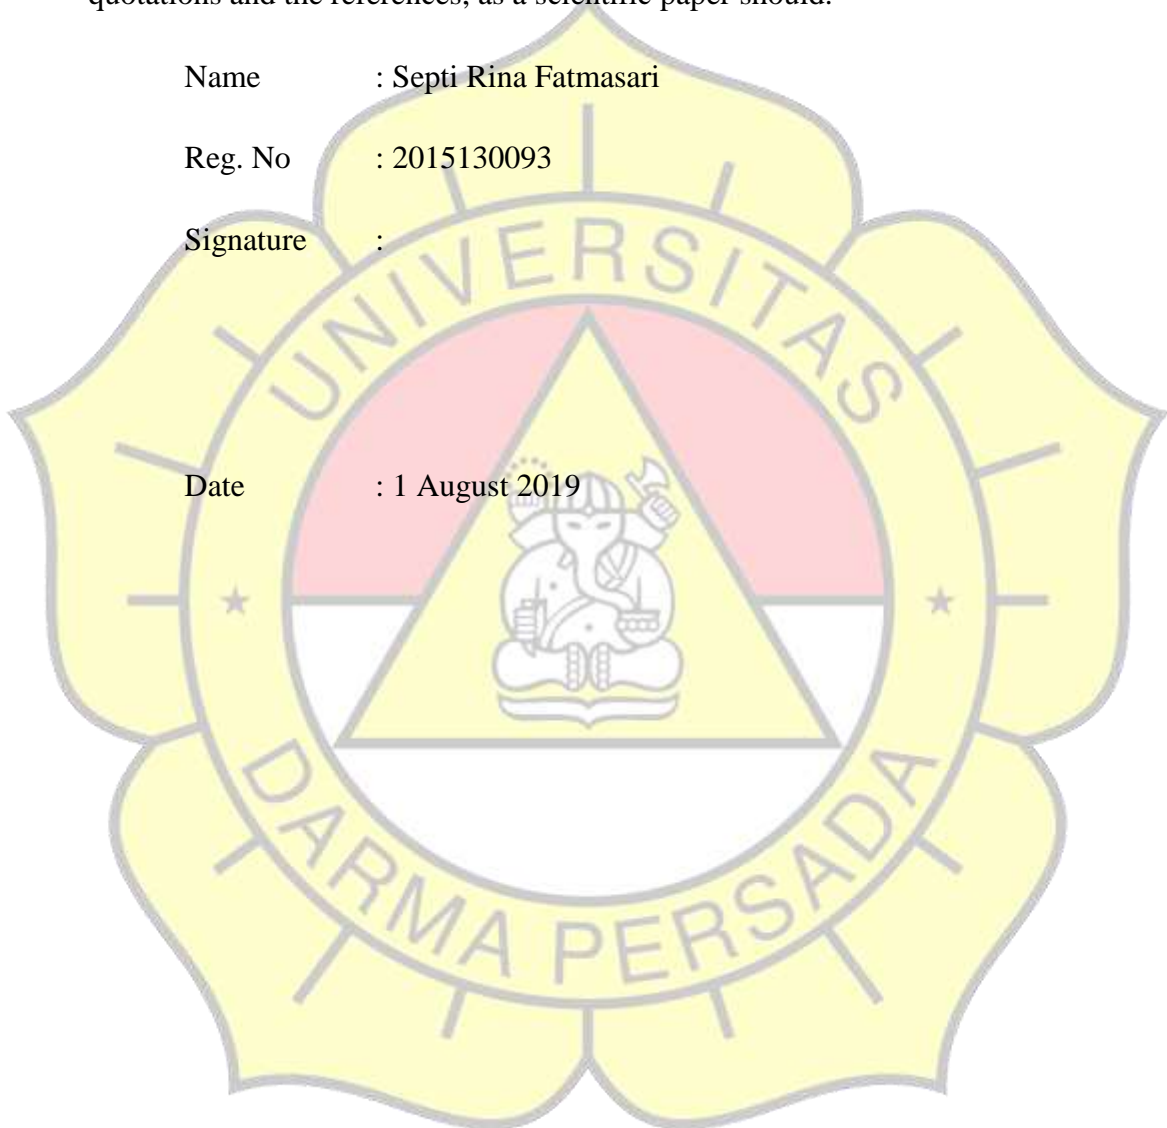 quotations and the references, as a scientific paper should.
Name : Septi Rina Fatmasari
Reg. No : 2015130093
Signature :
Date : 1 August 2019
UNIVERSITAS
DARMA PERSADA